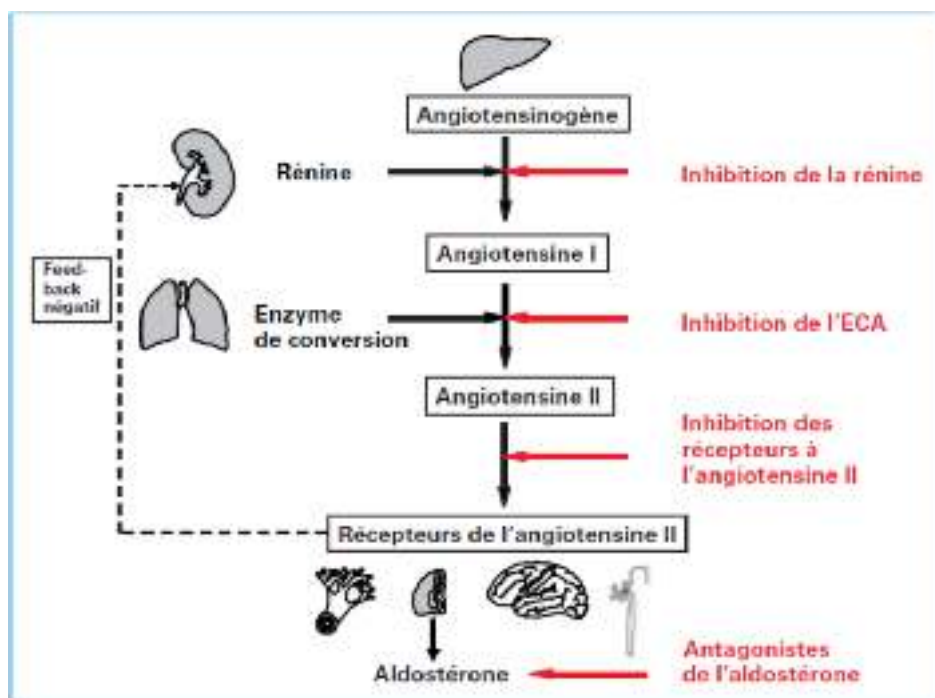 Angiotensinogène
Rénine
Inhibition de la rénine
Angiotensine I
Feed-
back
négatif
Enzyme
de conversion
Inhibition de l'ECA
Angiotensine II
Inhibition des
récepteurs à
l'angiotensine II
Récepteurs de l'angiotensine II
Aldostérone
Antagonistes
de l'aldostérone